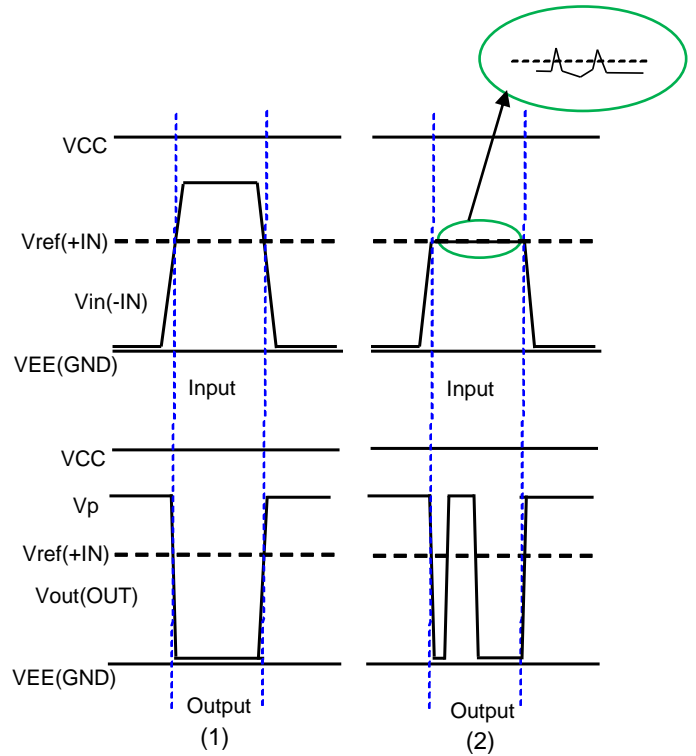 VCC
Vref(+IN)
Vin(-IN)
VEE(GND)
Input
Input
VCC
Vp
Vref(+IN)
Vout(OUT)
VEE(GND)
Output
Output
(1)
(2)